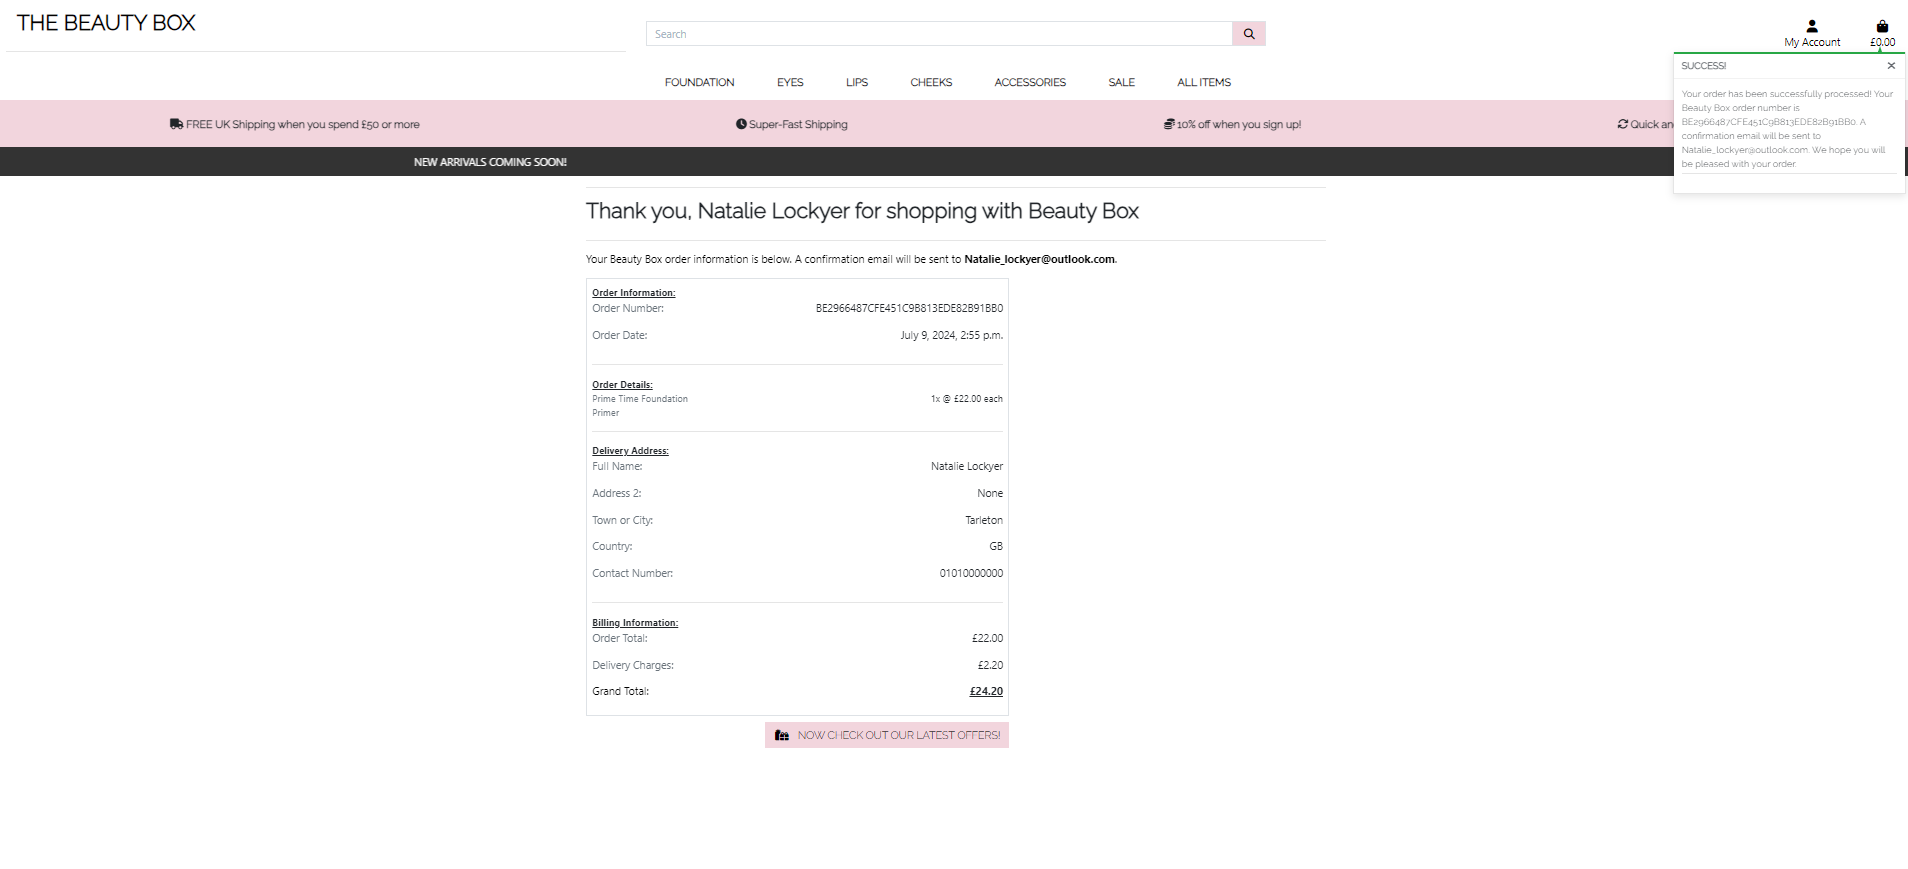 THE BEAUTY BOX
Search
My Account
£0.00
FOUNDATION EYES LIPS CHEEKS ACCESSORIES SALE ALL ITEMS
FREE UK Shipping when you spend £50 or more
Super-Fast Shipping
10% off when you sign up!
Quick an
NEW ARRIVALS COMING SOON!
SUCCESS!
Your order has been successfully processed! Your
Beauty Box order number is
BE2966487CFE451C9B813EDE82B91BB0. A
confirmation email will be sent to
Natalie_lockyer@outlook.com. We hope you will
be pleased with your order.
Thank you, Natalie Lockyer for shopping with Beauty Box
Your Beauty Box order information is below. A confirmation email will be sent to Natalie_lockyer@outlook.com.
Order Information:
Order Number: BE2966487CFE451C9B813EDE82B91BB0
Order Date: July 9, 2024, 2:55 p.m.
Order Details:
Prime Time Foundation 1x @ £22.00 each
Primer
Delivery Address:
Full Name: Natalie Lockyer
Address 2: None
Town or City: Tarleton
Country: GB
Contact Number: 01010000000
Billing Information:
Order Total: £22.00
Delivery Charges: £2.20
Grand Total: £24.20
NOW CHECK OUT OUR LATEST OFFERS!